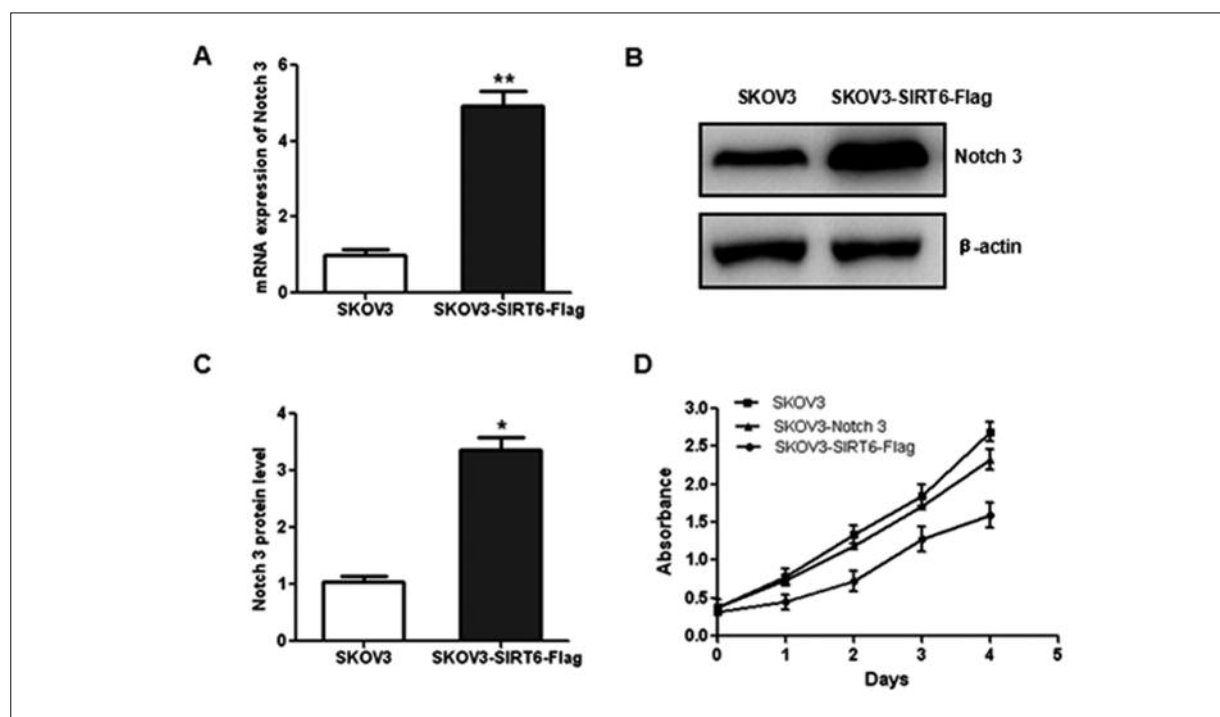 A
mRNA expression of Notch 3
6
4
2
0
**
SKOV3
SKOV3-SIRT6-Flag
B
SKOV3 SKOV3-SIRT6-Flag
Notch 3
β-actin
C
Notch 3 protein level
4
3
2
1
0
*
SKOV3
SKOV3-SIRT6-Flag
D
Absorbance
3.0
2.5
2.0
1.5
1.0
0.5
0.0
SKOV3
SKOV3-Notch 3
SKOV3-SIRT6-Flag
0 1 2 3 4 5
Days